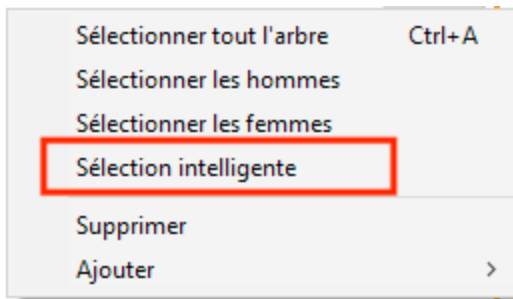 Sélectionner tout l'arbre Ctrl+A
Sélectionner les hommes
Sélectionner les femmes
Sélection intelligente
Supprimer
Ajouter >